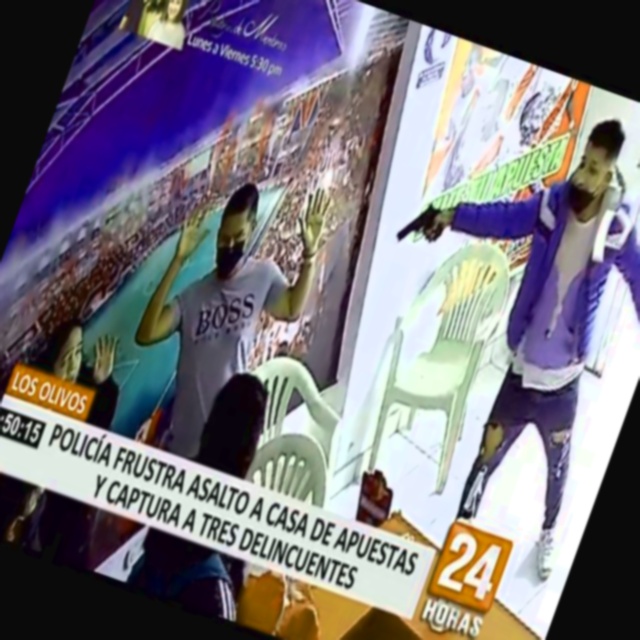 Lunes a Viernes 5:30 pm
BOSS
LOS OLIVOS
:50:15
POLICÍA FRUSTRA ASALTO A CASA DE APUESTAS
Y CAPTURA A TRES DELINCUENTES
24
HORAS